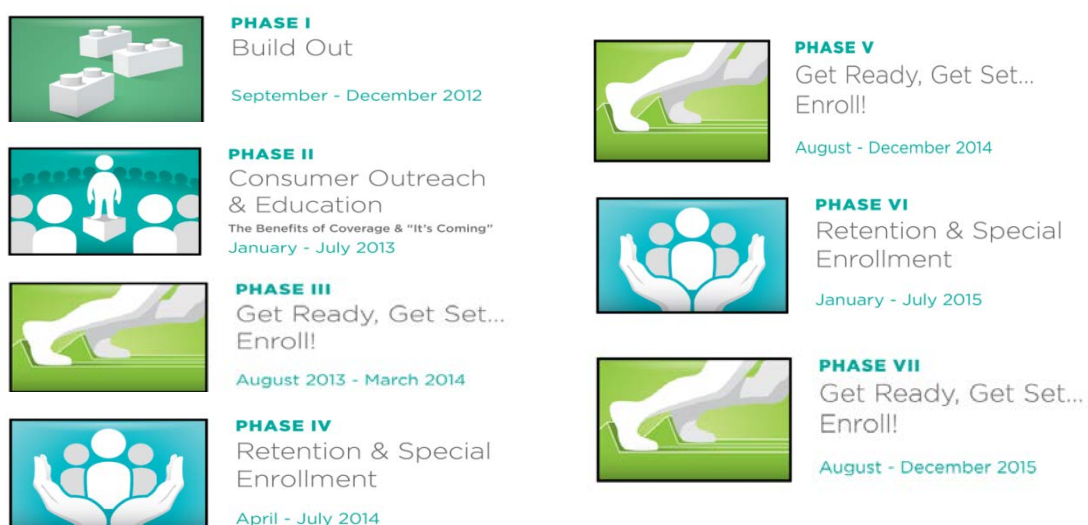 PHASE I
Build Out
September - December 2012
PHASE II
Consumer Outreach
& Education
The Benefits of Coverage & “It’s Coming”
January - July 2013
PHASE III
Get Ready, Get Set...
Enroll!
August 2013 - March 2014
PHASE IV
Retention & Special
Enrollment
April - July 2014
PHASE V
Get Ready, Get Set...
Enroll!
August - December 2014
PHASE VI
Retention & Special
Enrollment
January - July 2015
PHASE VII
Get Ready, Get Set...
Enroll!
August - December 2015